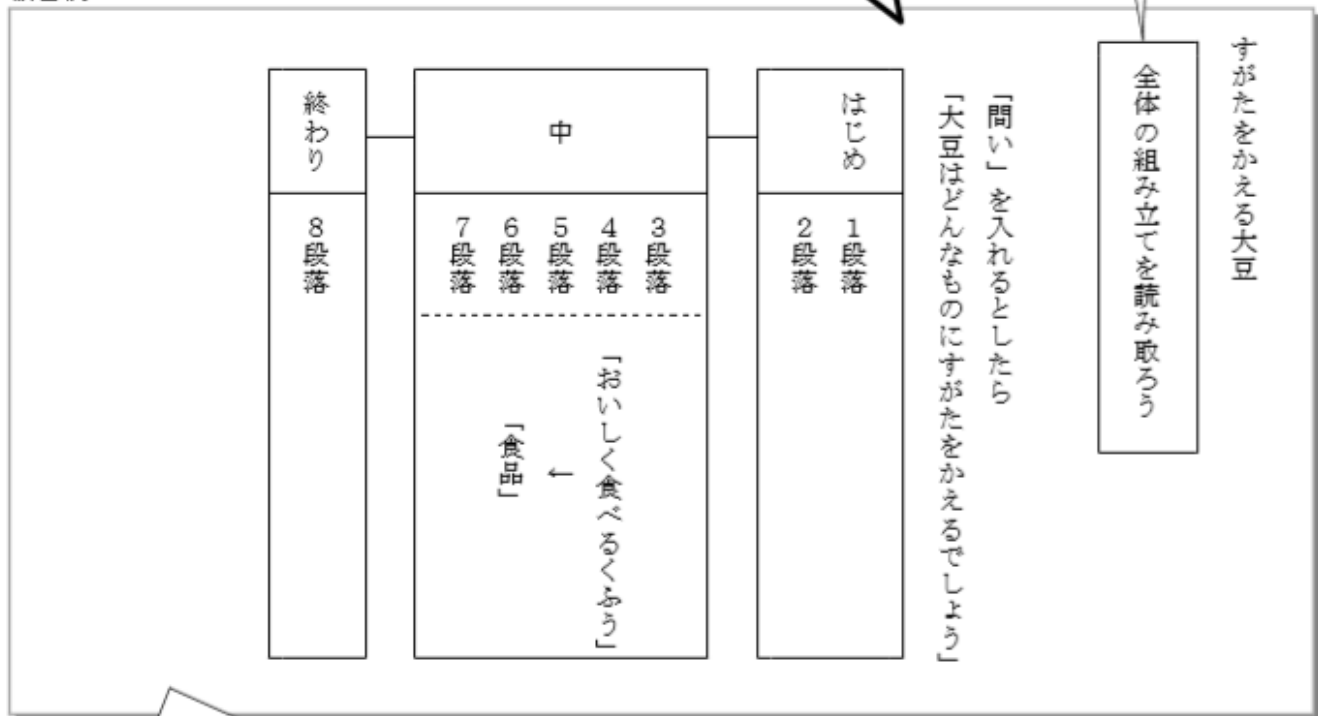 すがたをかえる大豆
全体の組み立てを読み取ろう
「問い」を入れるとしたら
「大豆はどんなものにすがたをかえるでしょう」
はじめ
1段落
2段落
中
3段落
4段落
5段落
6段落
7段落
「おいしく食べるくふう」
←
「食品」
終わり
8段落